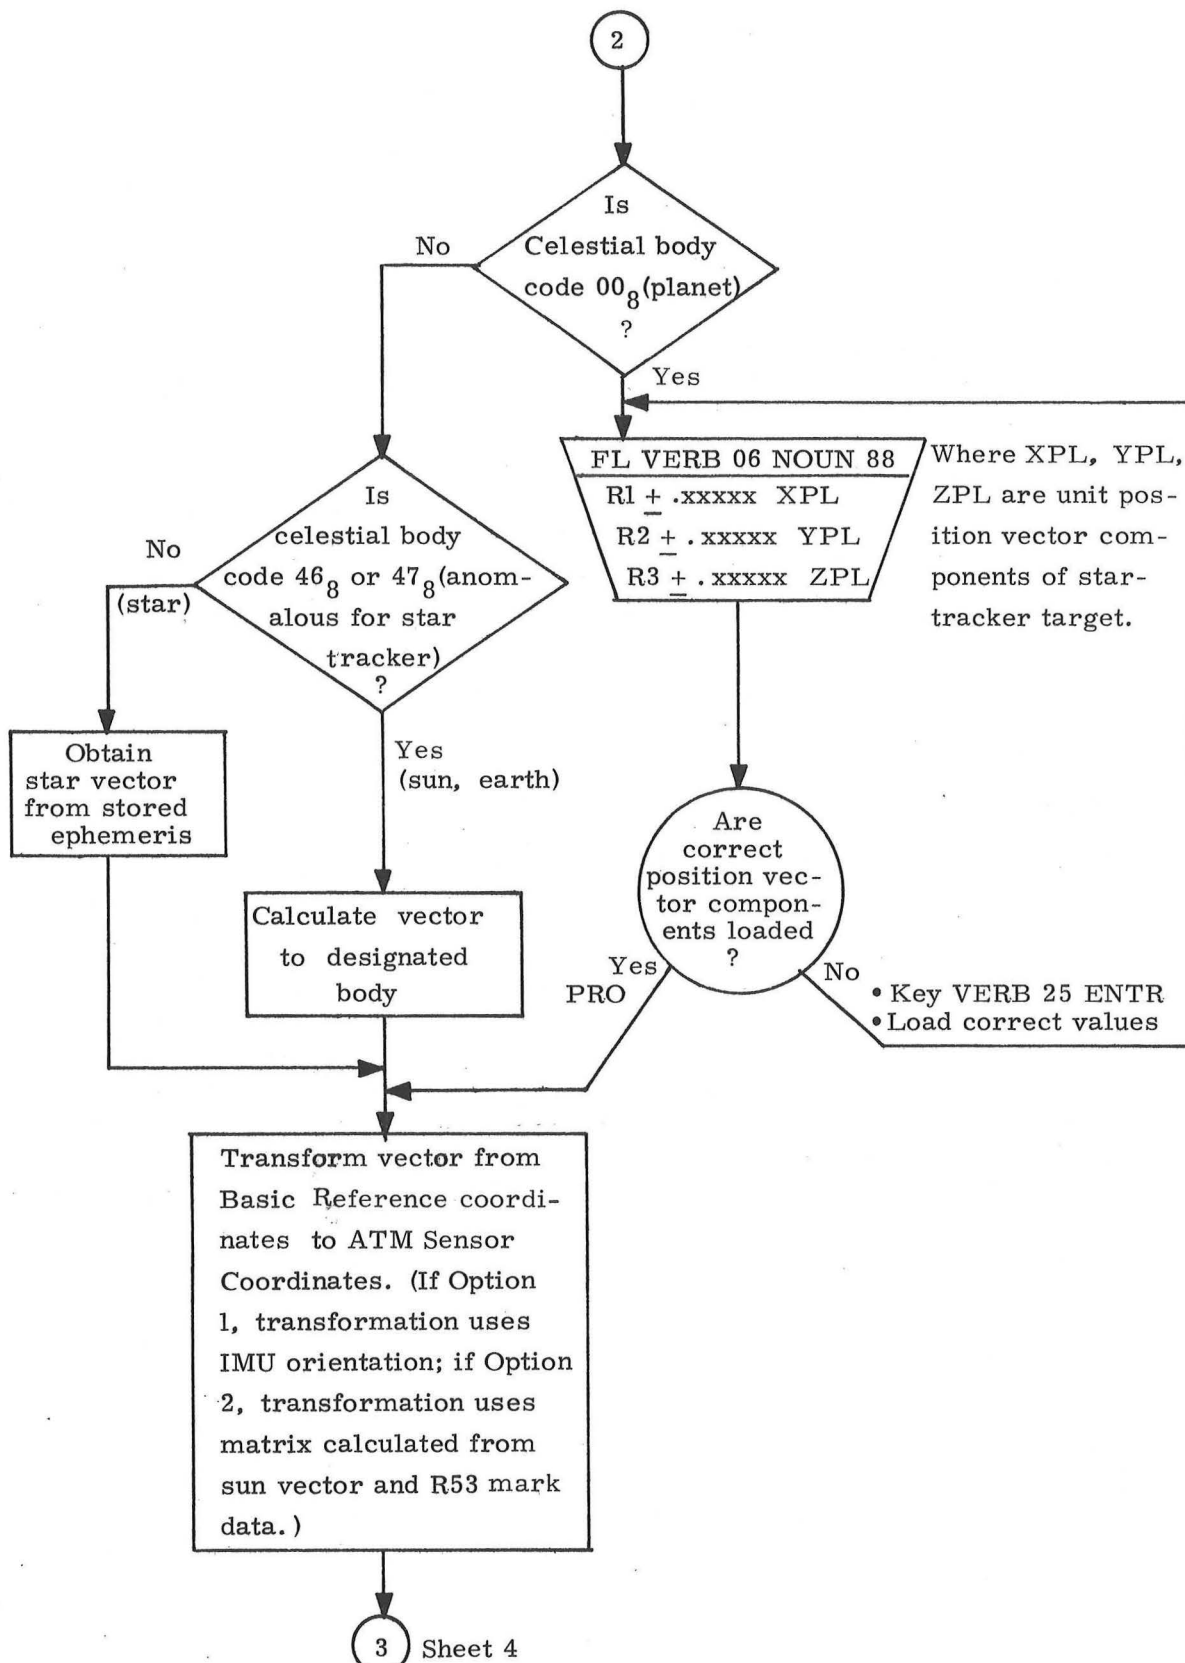 2
Is
Celestial body
code 00₈(planet)
?
No
Yes
FL VERB 06 NOUN 88
R1 ± .xxxxx XPL
R2 ± .xxxxx YPL
R3 ± .xxxxx ZPL
Where XPL, YPL,
ZPL are unit pos-
ition vector com-
ponents of star-
tracker target.
Is
celestial body
code 46₈ or 47₈(anom-
alous for star
tracker)
?
No
(star)
Obtain
star vector
from stored
ephemeris
Yes
(sun, earth)
Calculate vector
to designated
body
Are
correct
position vec-
tor compon-
ents loaded
?
Yes
PRO
No
• Key VERB 25 ENTR
• Load correct values
Transform vector from
Basic Reference coordi-
nates to ATM Sensor
Coordinates. (If Option
1, transformation uses
IMU orientation; if Option
2, transformation uses
matrix calculated from
sun vector and R53 mark
data.)
3 Sheet 4